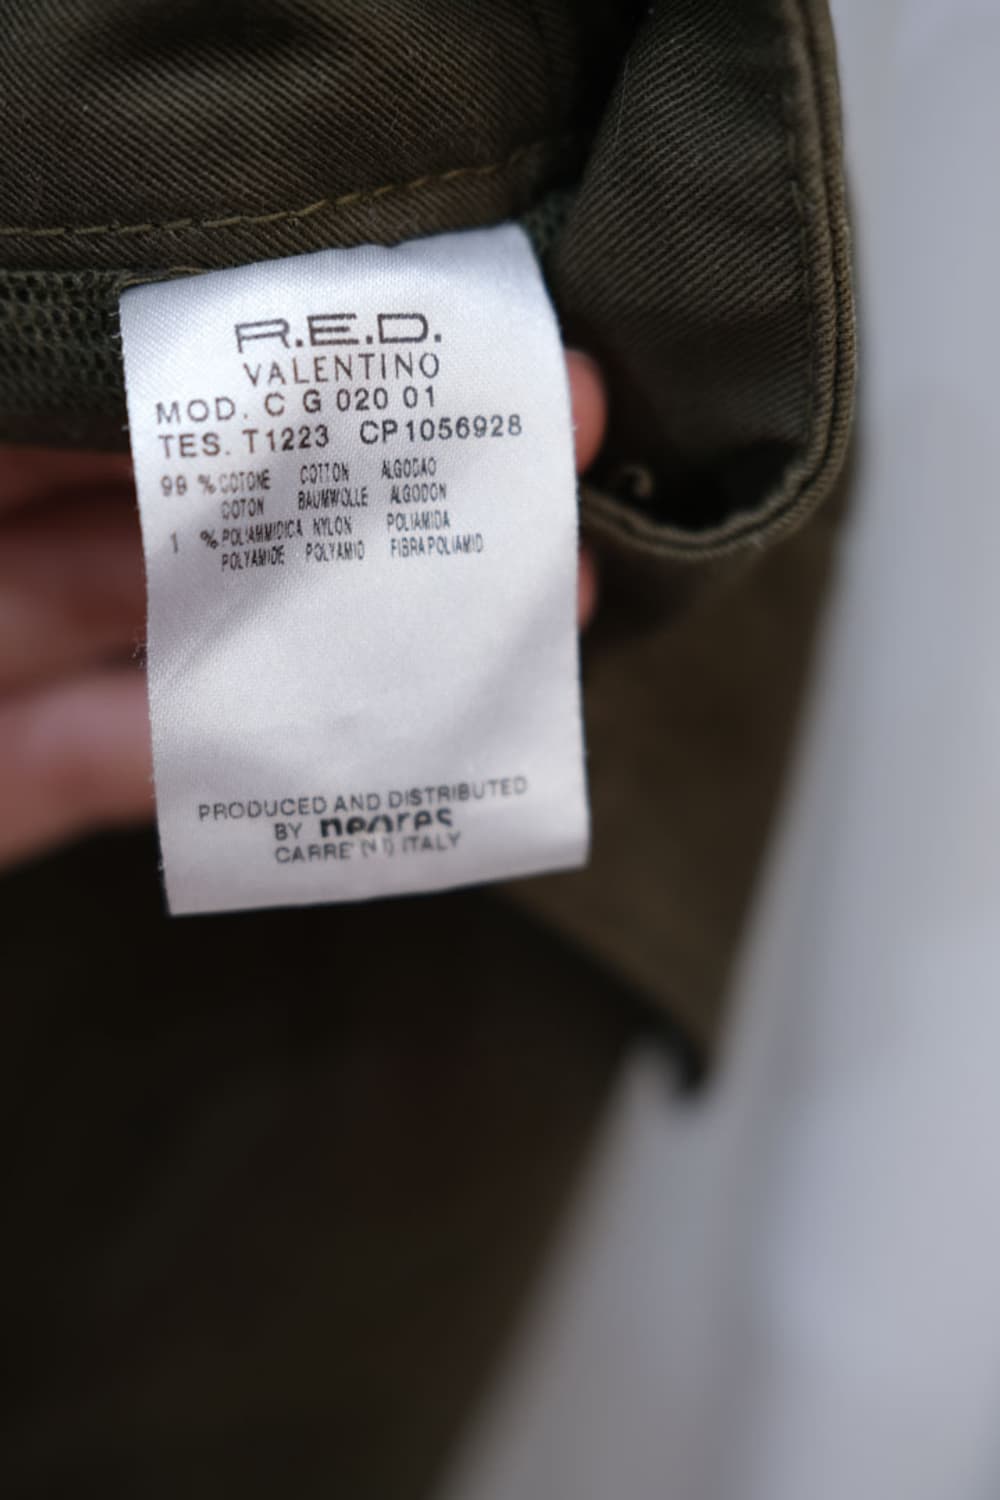 R.E.D.
VALENTINO
MOD. C G 020 01
TES. T1223 CP1056928
99 % COTONE COTTON ALGODAO
COTON BAUMWOLLE ALGODON
1 % POLIAMMIDICA NYLON POLIAMIDA
POLYAMIDE POLYAMID FIBRA POLIAMID
PRODUCED AND DISTRIBUTED
BY
ITALY